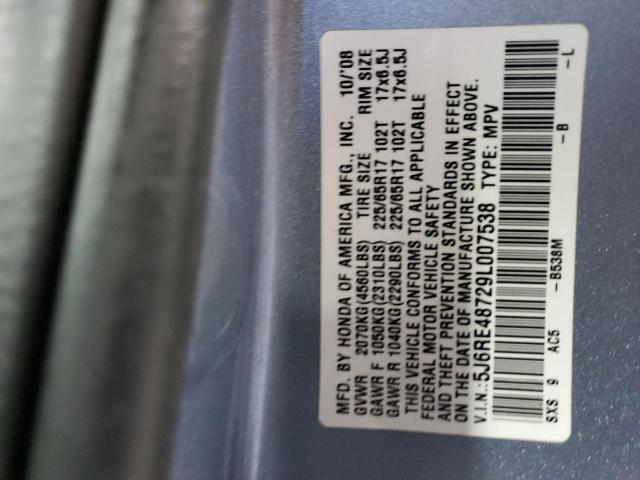 MFD. BY HONDA OF AMERICA MFG., INC. 10/'08
GVWR 2070KG(4560LBS) TIRE SIZE RIM SIZE
GAWR F 1050KG(2310LBS) 225/65R17 102T 17x6.5J
GAWR R 1040KG(2290LBS) 225/65R17 102T 17x6.5J
THIS VEHICLE CONFORMS TO ALL APPLICABLE
FEDERAL MOTOR VEHICLE SAFETY
AND THEFT PREVENTION STANDARDS IN EFFECT
ON THE DATE OF MANUFACTURE SHOWN ABOVE.
V.I.N.: 5J6RE48729L007538 TYPE: MPV
SXS 9 AC5 -B538M -B -L